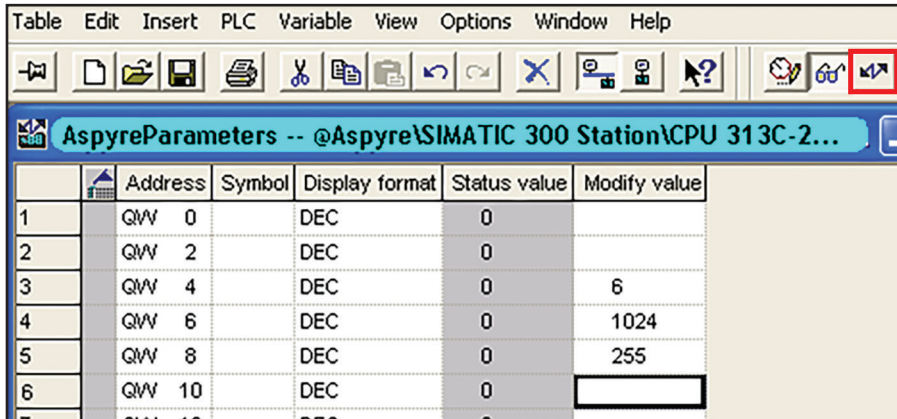 Table Edit Insert PLC Variable View Options Window Help
AspyreParameters -- @Aspyre\SIMATIC 300 Station\CPU 313C-2...
Address Symbol Display format Status value Modify value
1 QW 0 DEC 0
2 QW 2 DEC 0
3 QW 4 DEC 0 6
4 QW 6 DEC 0 1024
5 QW 8 DEC 0 255
6 QW 10 DEC 0